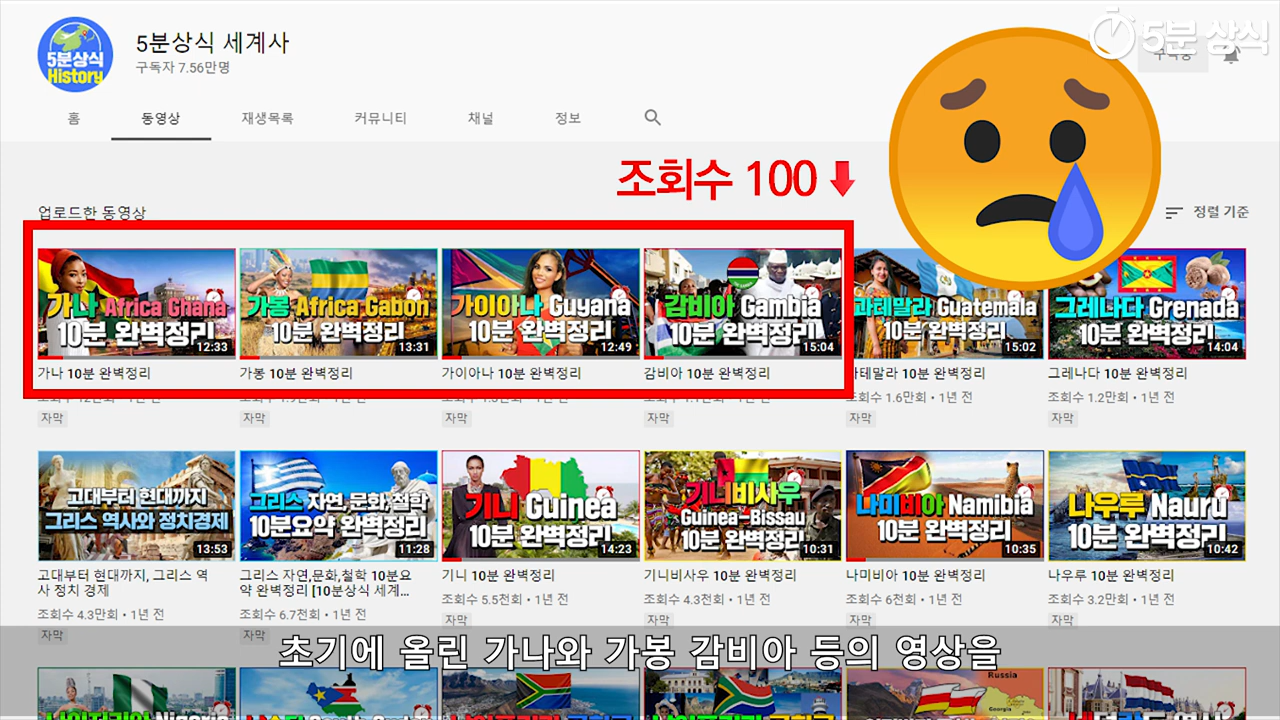 5분상식 세계사
구독자 7.56만명
5분상식
History
5분 상식
구독중
홈 동영상 재생목록 커뮤니티 채널 정보
조회수 100
업로드한 동영상
정렬 기준
가나 Africa Ghana
10분 완벽정리
12:33
가봉 Africa Gabon
10분 완벽정리
13:31
가이아나 Guyana
10분 완벽정리
12:49
감비아 Gambia
10분 완벽정리
15:04
과테말라 Guatemala
10분 완벽정리
15:02
그레나다 Grenada
10분 완벽정리
14:04
가나 10분 완벽정리
가봉 10분 완벽정리
가이아나 10분 완벽정리
감비아 10분 완벽정리
과테말라 10분 완벽정리
그레나다 10분 완벽정리
조회수 1.6만회 • 1년 전
조회수 1.2만회 • 1년 전
자막
자막
자막
자막
자막
자막
고대부터 현대까지
그리스 역사와 정치경제
13:53
그리스 자연,문화,철학
10분요약 완벽정리
11:28
기니 Guinea
10분 완벽정리
14:23
기니비사우
Guinea-Bissau
10분 완벽정리
10:31
나미비아 Namibia
10분 완벽정리
10:35
나우루 Nauru
10분 완벽정리
10:42
고대부터 현대까지, 그리스 역
사 정치 경제
그리스 자연,문화,철학 10분요
약 완벽정리 [10분상식 세계...
기니 10분 완벽정리
기니비사우 10분 완벽정리
나미비아 10분 완벽정리
나우루 10분 완벽정리
조회수 4.3만회 • 1년 전
조회수 6.7천회 • 1년 전
조회수 5.5천회 • 1년 전
조회수 4.3천회 • 1년 전
조회수 6천회 • 1년 전
조회수 3.2만회 • 1년 전
자막
자막
자막
자막
자막
자막
초기에 올린 가나와 가봉 감비아 등의 영상을
Russia
Georgia